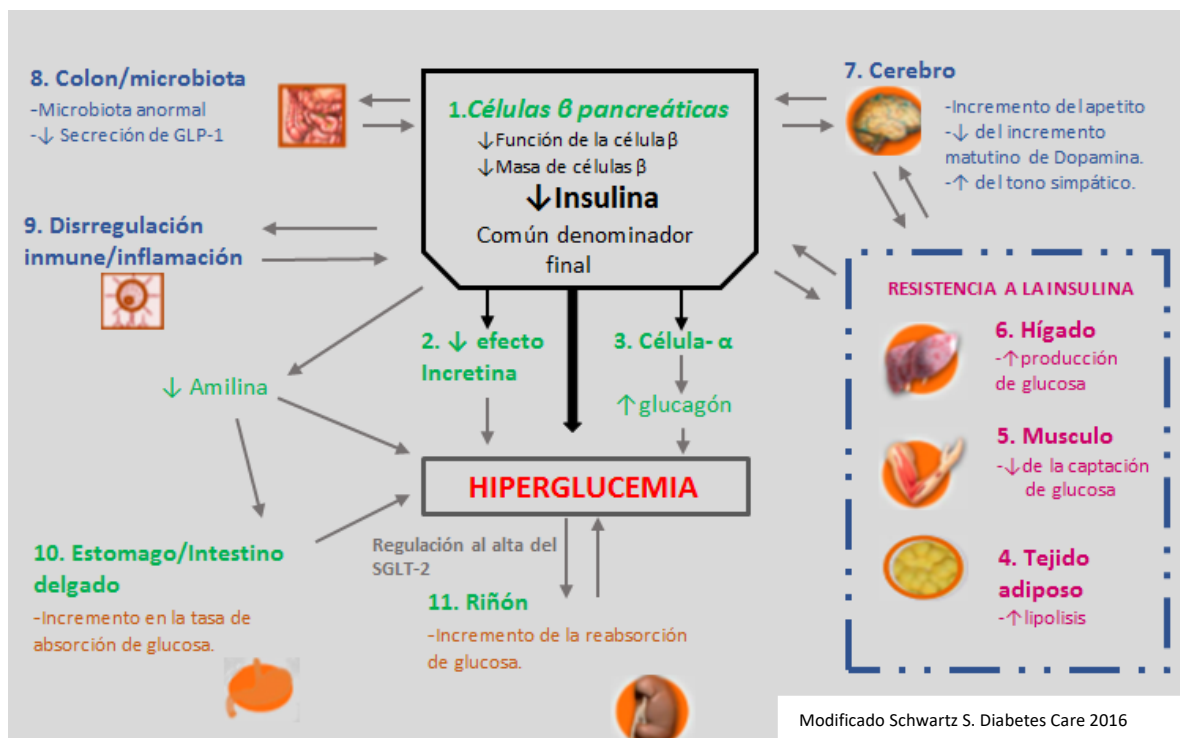 8. Colon/microbiota
-Microbiota anormal
-↓ Secreción de GLP-1
1.Células β pancreáticas
↓Función de la célula β
↓Masa de células β
↓Insulina
Común denominador
final
7. Cerebro
-Incremento del apetito
-↓ del incremento
matutino de Dopamina.
-↑ del tono simpático.
9. Disrregulación
inmune/inflamación
2. ↓ efecto
Incretina
3. Célula- α
↑glucagón
↓ Amilina
RESISTENCIA A LA INSULINA
6. Hígado
-↑producción
de glucosa
5. Musculo
-↓de la captación
de glucosa
4. Tejido
adiposo
-↑lipolisis
HIPERGLUCEMIA
Regulación al alta del
SGLT-2
10. Estomago/Intestino
delgado
-Incremento en la tasa de
absorción de glucosa.
11. Riñón
-Incremento de la reabsorción
de glucosa.
Modificado Schwartz S. Diabetes Care 2016